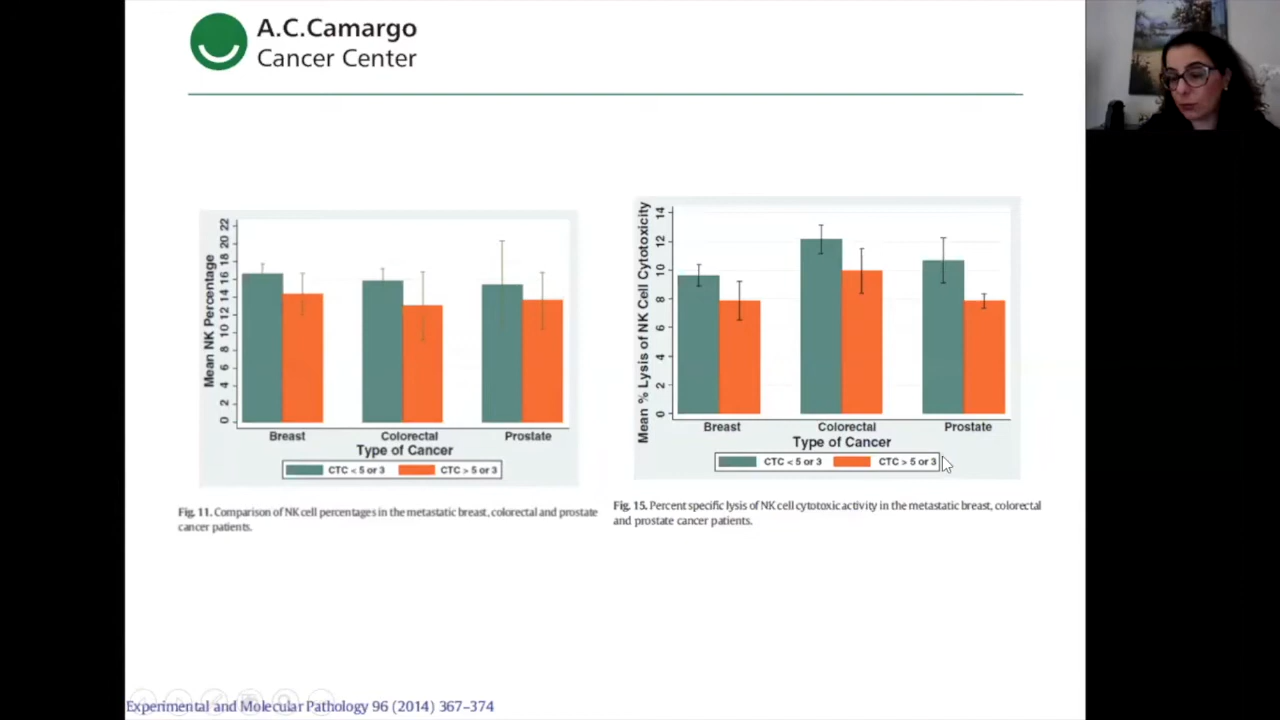 A.C.Camargo
Cancer Center
Mean NK Percentage
0 2 4 6 8 10 12 14 16 18 20 22
Breast Colorectal Prostate
Type of Cancer
CTC < 5 or 3 CTC > 5 or 3
Fig. 11. Comparison of NK cell percentages in the metastatic breast, colorectal and prostate
cancer patients.
Mean % Lysis of NK Cell Cytotoxicity
0 2 4 6 8 10 12 14
Breast Colorectal Prostate
Type of Cancer
CTC < 5 or 3 CTC > 5 or 3
Fig. 15. Percent specific lysis of NK cell cytotoxic activity in the metastatic breast, colorectal
and prostate cancer patients.
Experimental and Molecular Pathology 96 (2014) 367–374